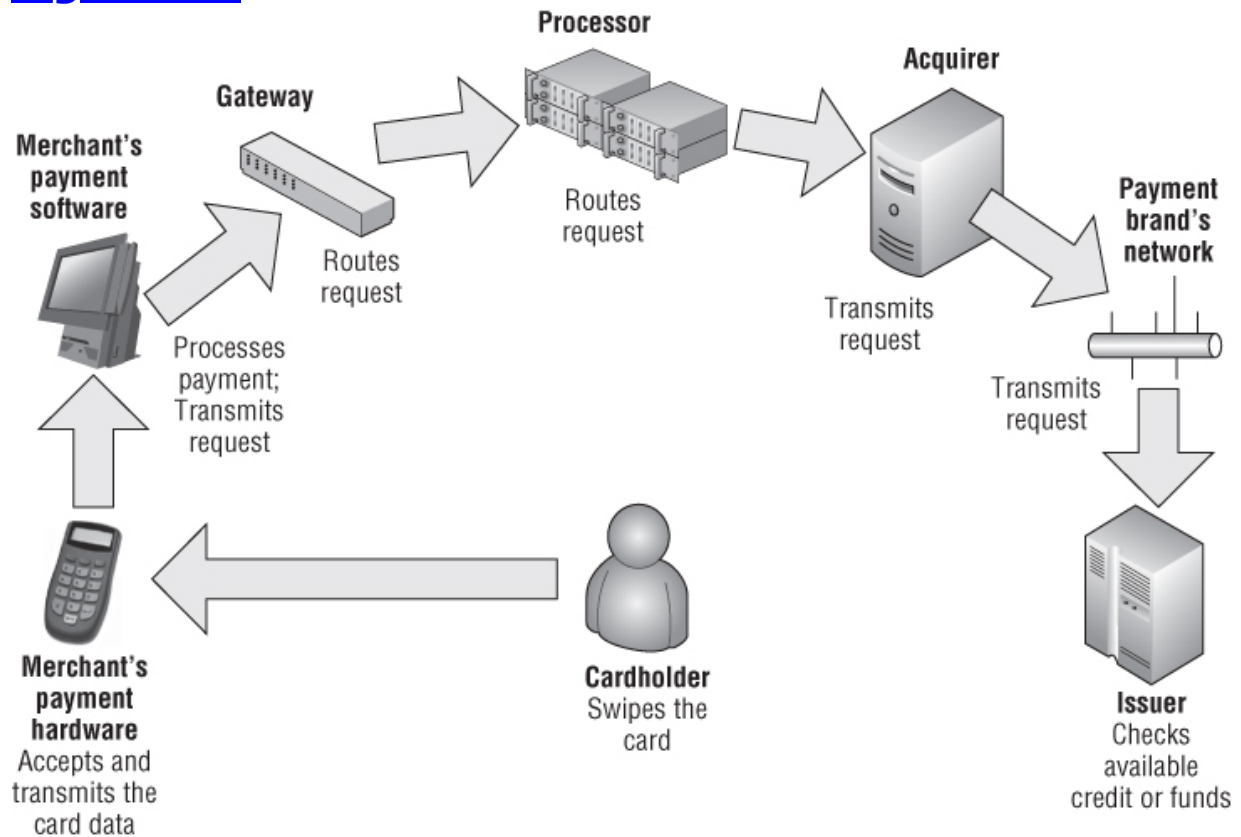 Processor
Acquirer
Gateway
Merchant's
payment
software
Payment
brand's
network
Routes
request
Routes
request
Transmits
request
Processes
payment;
Transmits
request
Transmits
request
Merchant's
payment
hardware
Accepts and
transmits the
card data
Cardholder
Swipes the
card
Issuer
Checks
available
credit or funds